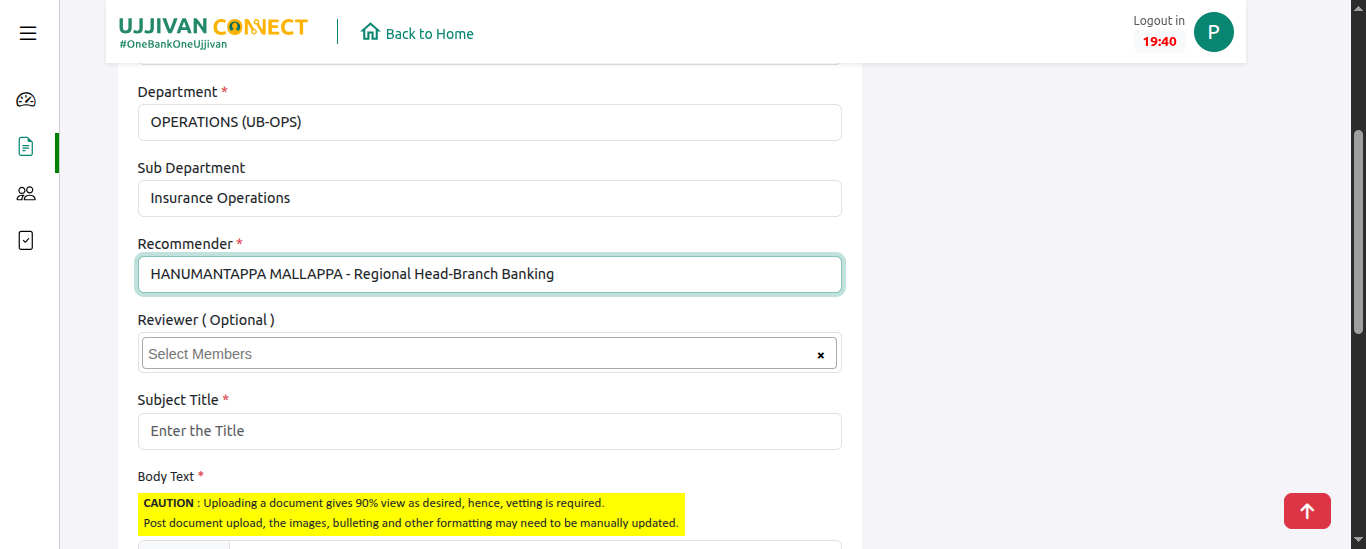 UJJIVAN CONNECT
#OneBankOneUjjivan
Back to Home
Logout in
19:40
P
Department *
OPERATIONS (UB-OPS)
Sub Department
Insurance Operations
Recommender *
HANUMANTAPPA MALLAPPA - Regional Head-Branch Banking
Reviewer ( Optional )
Select Members
Subject Title *
Enter the Title
Body Text *
CAUTION : Uploading a document gives 90% view as desired, hence, vetting is required.
Post document upload, the images, bulleting and other formatting may need to be manually updated.